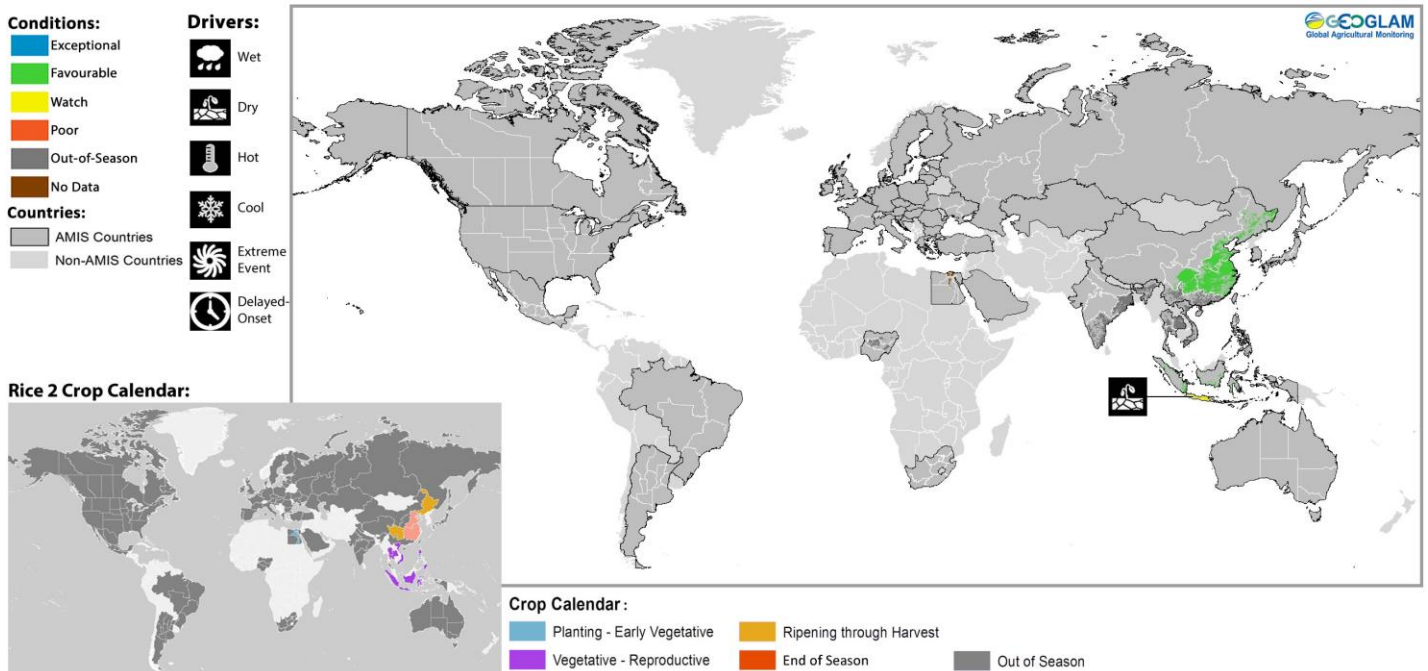 Conditions:
Exceptional
Favourable
Watch
Poor
Out-of-Season
No Data
Countries:
AMIS Countries
Non-AMIS Countries
Drivers:
Wet
Dry
Hot
Cool
Extreme
Event
Delayed-
Onset
GEOGLAM
Global Agricultural Monitoring
Rice 2 Crop Calendar:
Crop Calendar :
Planting - Early Vegetative
Ripening through Harvest
Vegetative - Reproductive
End of Season
Out of Season